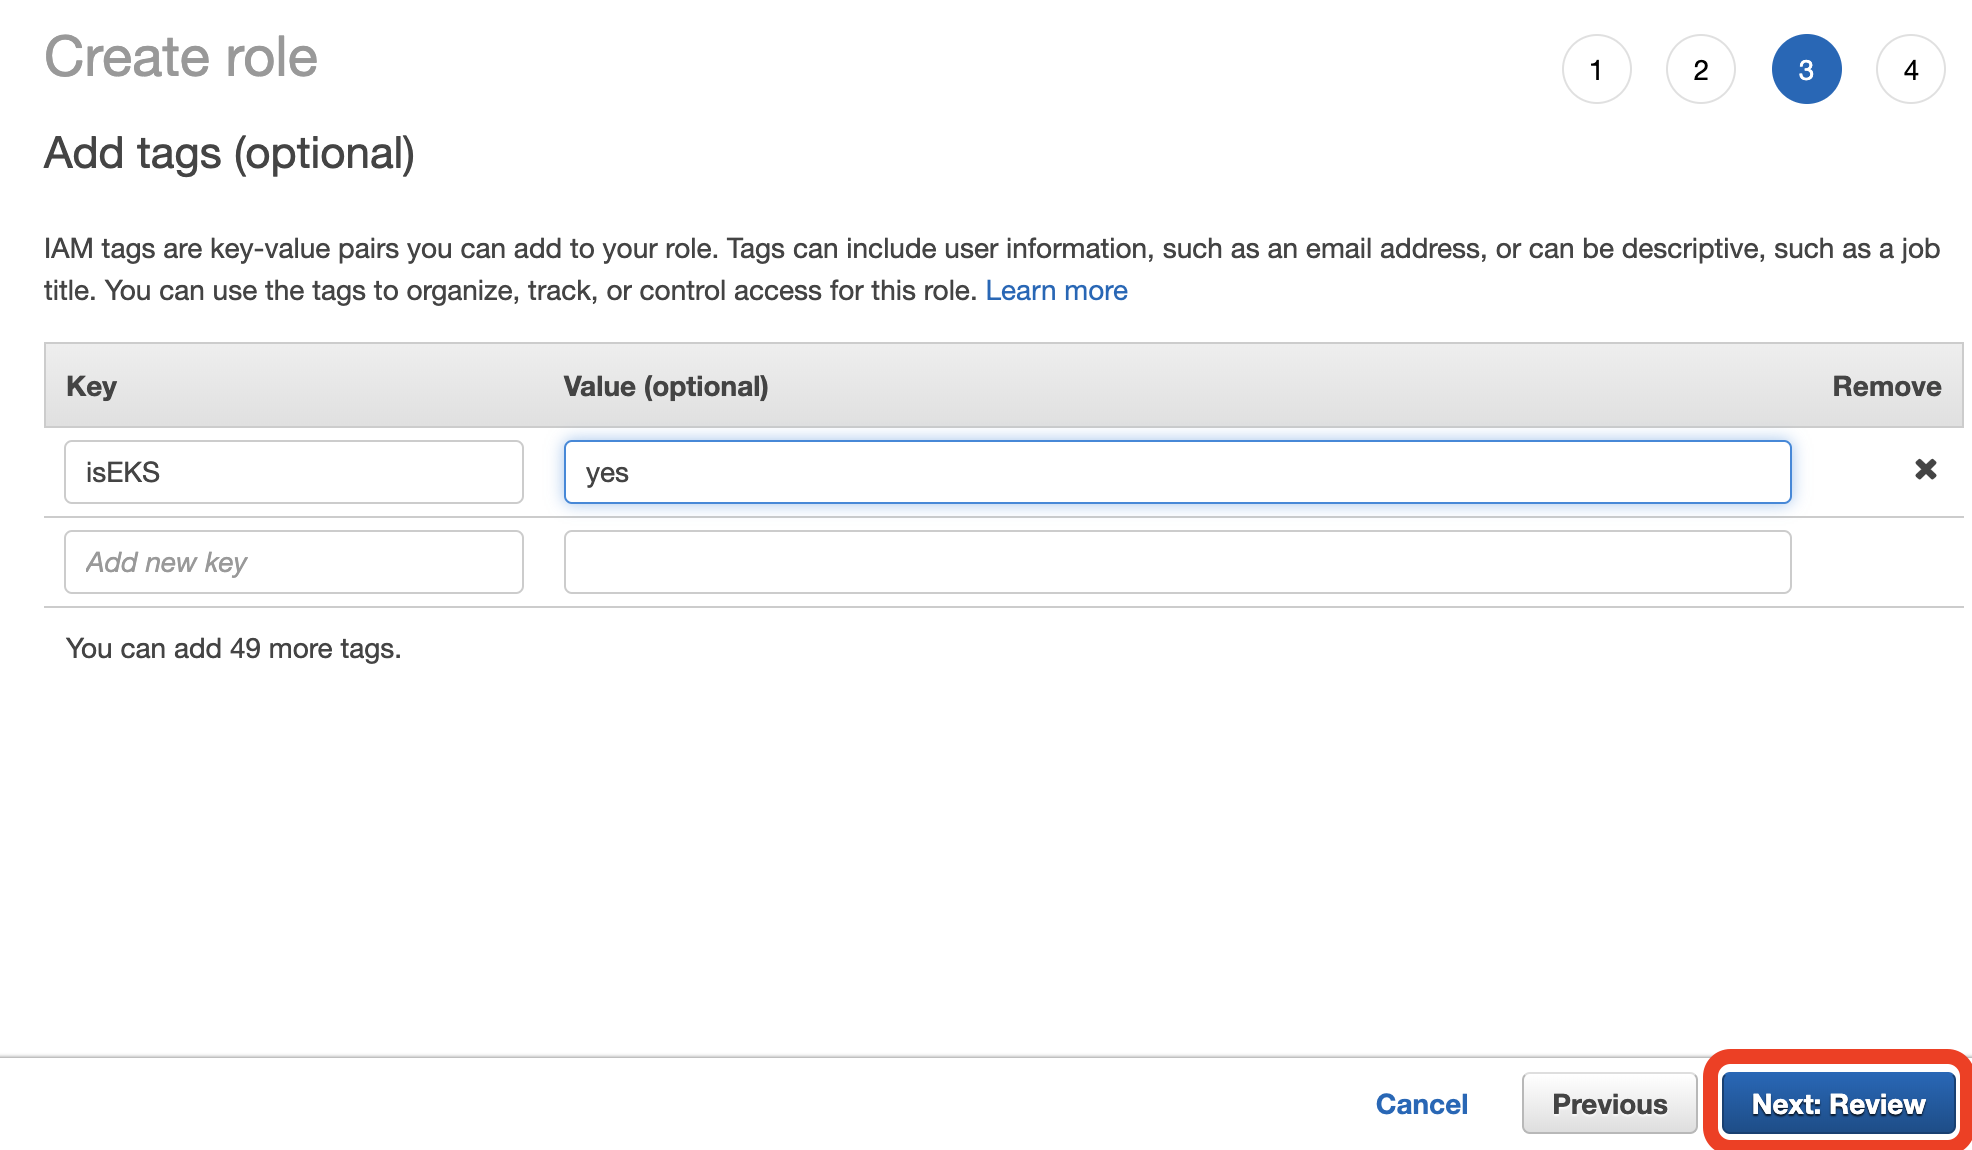 Create role
1 2 3 4
Add tags (optional)
IAM tags are key-value pairs you can add to your role. Tags can include user information, such as an email address, or can be descriptive, such as a job
title. You can use the tags to organize, track, or control access for this role. Learn more
Key Value (optional) Remove
isEKS yes
Add new key
You can add 49 more tags.
Cancel Previous Next: Review